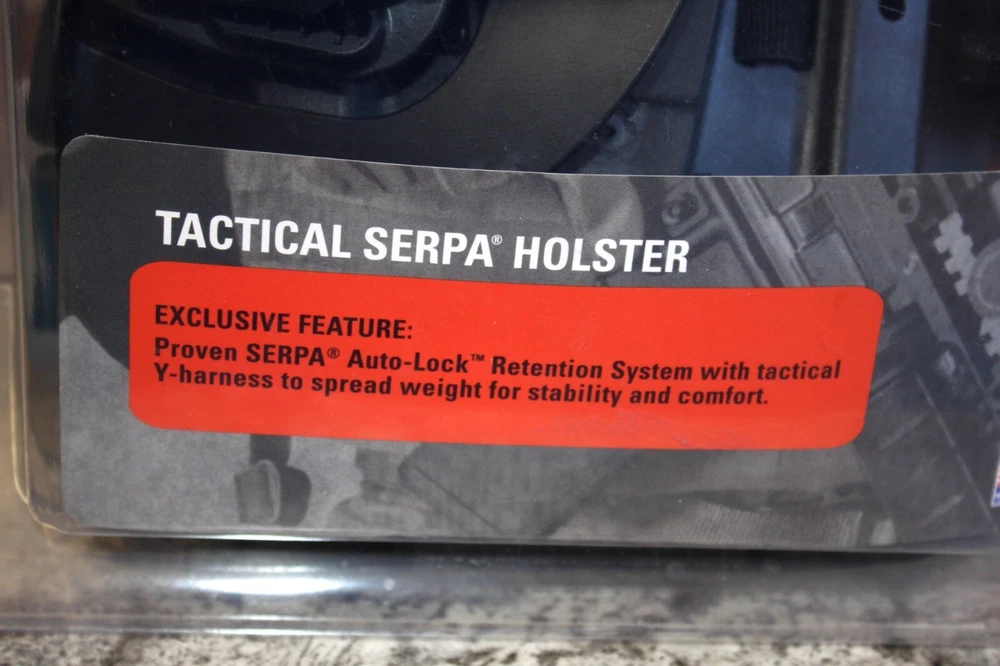 TACTICAL SERPA® HOLSTER
EXCLUSIVE FEATURE:
Proven SERPA® Auto-Lock™ Retention System with tactical
Y-harness to spread weight for stability and comfort.